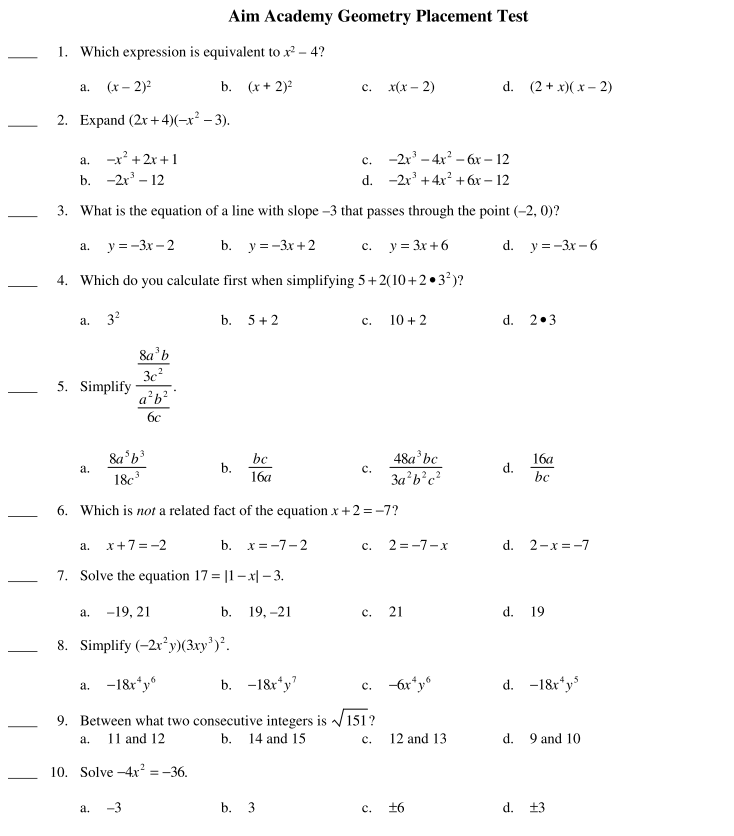 Aim Academy Geometry Placement Test
____ 1. Which expression is equivalent to x² – 4?
a. (x – 2)² b. (x + 2)² c. x(x – 2) d. (2 + x)( x – 2)
____ 2. Expand (2x + 4)(–x² – 3).
a. –x² + 2x + 1 c. –2x³ – 4x² – 6x – 12
b. –2x³ – 12 d. –2x³ + 4x² + 6x – 12
____ 3. What is the equation of a line with slope –3 that passes through the point (–2, 0)?
a. y = –3x – 2 b. y = –3x + 2 c. y = 3x + 6 d. y = –3x – 6
____ 4. Which do you calculate first when simplifying 5 + 2(10 + 2 • 3²)?
a. 3² b. 5 + 2 c. 10 + 2 d. 2 • 3
____ 5. Simplify (8a³b/3c²)/(a²b²/6c).
a. 8a⁵b³/18c³ b. bc/16a c. 48a³bc/3a²b²c² d. 16a/bc
____ 6. Which is not a related fact of the equation x + 2 = –7?
a. x + 7 = –2 b. x = –7 – 2 c. 2 = –7 – x d. 2 – x = –7
____ 7. Solve the equation 17 = |1 – x| – 3.
a. –19, 21 b. 19, –21 c. 21 d. 19
____ 8. Simplify (–2x²y)(3xy³)².
a. –18x⁴y⁶ b. –18x⁴y⁷ c. –6x⁴y⁶ d. –18x⁴y⁵
____ 9. Between what two consecutive integers is √151?
a. 11 and 12 b. 14 and 15 c. 12 and 13 d. 9 and 10
____ 10. Solve –4x² = –36.
a. –3 b. 3 c. ±6 d. ±3